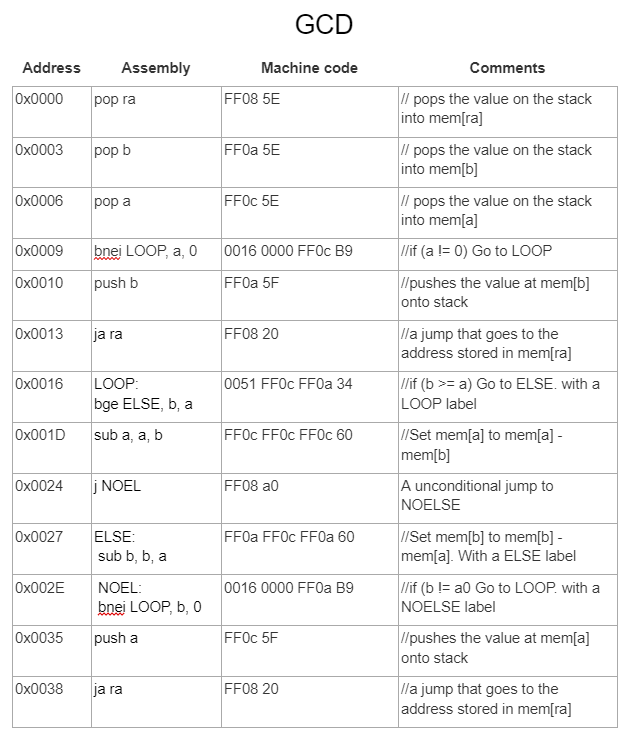 GCD
Address Assembly Machine code Comments
0x0000 pop ra FF08 5E // pops the value on the stack
into mem[ra]
0x0003 pop b FF0a 5E // pops the value on the stack
into mem[b]
0x0006 pop a FF0c 5E // pops the value on the stack
into mem[a]
0x0009 bnei LOOP, a, 0 0016 0000 FF0c B9 //if (a != 0) Go to LOOP
0x0010 push b FF0a 5F //pushes the value at mem[b]
onto stack
0x0013 ja ra FF08 20 //a jump that goes to the
address stored in mem[ra]
0x0016 LOOP: 0051 FF0c FF0a 34 //if (b >= a) Go to ELSE. with a
bge ELSE, b, a LOOP label
0x001D sub a, a, b FF0c FF0c FF0c 60 //Set mem[a] to mem[a] -
mem[b]
0x0024 j NOEL FF08 a0 A unconditional jump to
NOELSE
0x0027 ELSE: FF0a FF0c FF0a 60 //Set mem[b] to mem[b] -
sub b, b, a mem[a]. With a ELSE label
0x002E NOEL: 0016 0000 FF0a B9 //if (b != a0 Go to LOOP. with a
bnei LOOP, b, 0 NOELSE label
0x0035 push a FF0c 5F //pushes the value at mem[a]
onto stack
0x0038 ja ra FF08 20 //a jump that goes to the
address stored in mem[ra]